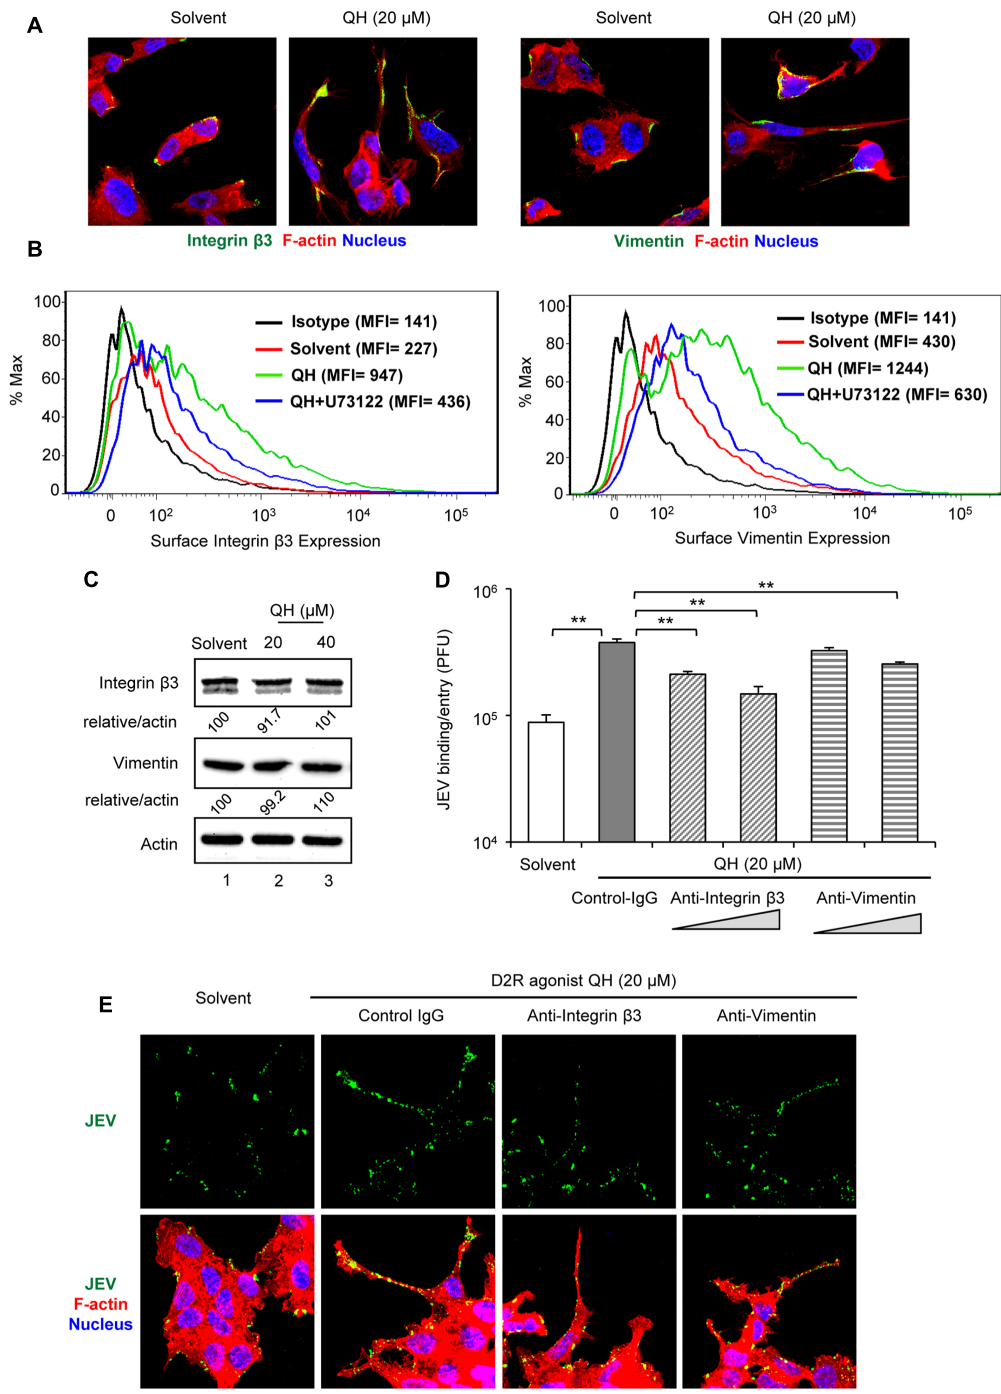 A
Solvent QH (20 µM) Solvent QH (20 µM)
Integrin β3 F-actin Nucleus Vimentin F-actin Nucleus
B
% Max
100
80
60
40
20
0
Isotype (MFI= 141)
Solvent (MFI= 227)
QH (MFI= 947)
QH+U73122 (MFI= 436)
0 10² 10³ 10⁴ 10⁵
Surface Integrin β3 Expression
% Max
100
80
60
40
20
0
Isotype (MFI= 141)
Solvent (MFI= 430)
QH (MFI= 1244)
QH+U73122 (MFI= 630)
0 10² 10³ 10⁴ 10⁵
Surface Vimentin Expression
C
QH (µM)
Solvent 20 40
Integrin β3
relative/actin 100 91.7 101
Vimentin
relative/actin 100 99.2 110
Actin
1 2 3
D
JEV binding/entry (PFU)
10⁶
10⁵
10⁴
**
**
** **
Solvent QH (20 µM)
Control-IgG Anti-Integrin β3 Anti-Vimentin
E
D2R agonist QH (20 µM)
Solvent
Control IgG Anti-Integrin β3 Anti-Vimentin
JEV
JEV
F-actin
Nucleus